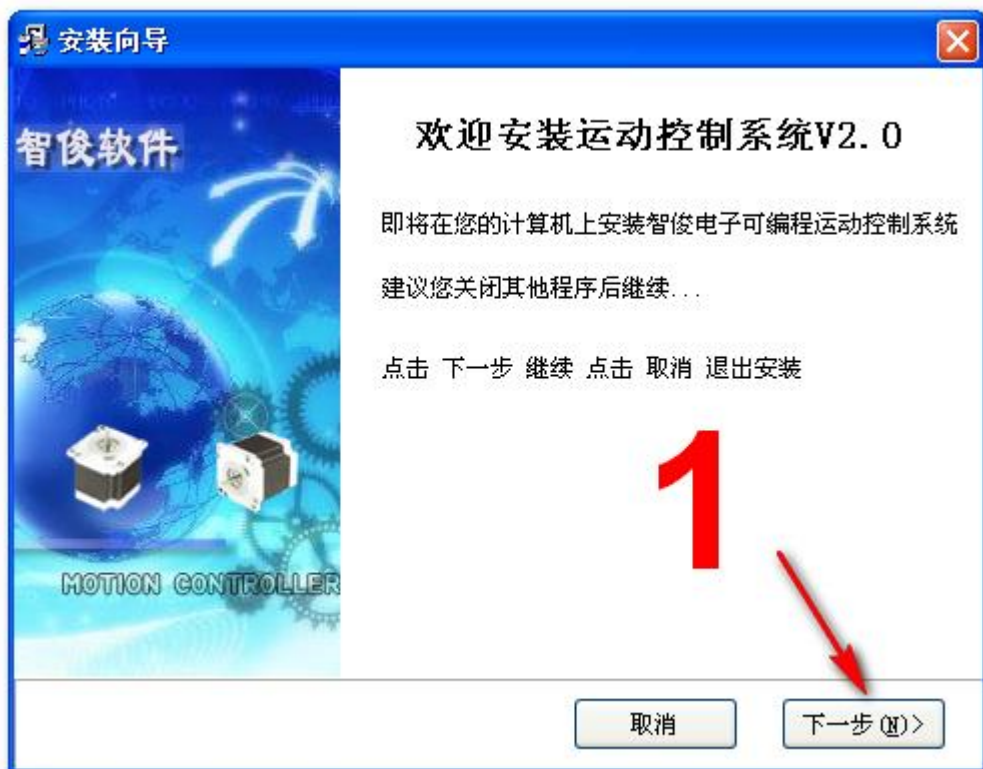 安装向导
智俊软件
欢迎安装运动控制系统V2.0
即将在您的计算机上安装智俊电子可编程运动控制系统
建议您关闭其他程序后继续...
点击 下一步 继续 点击 取消 退出安装
1
MOTION CONTROLLER
取消
下一步(N)>